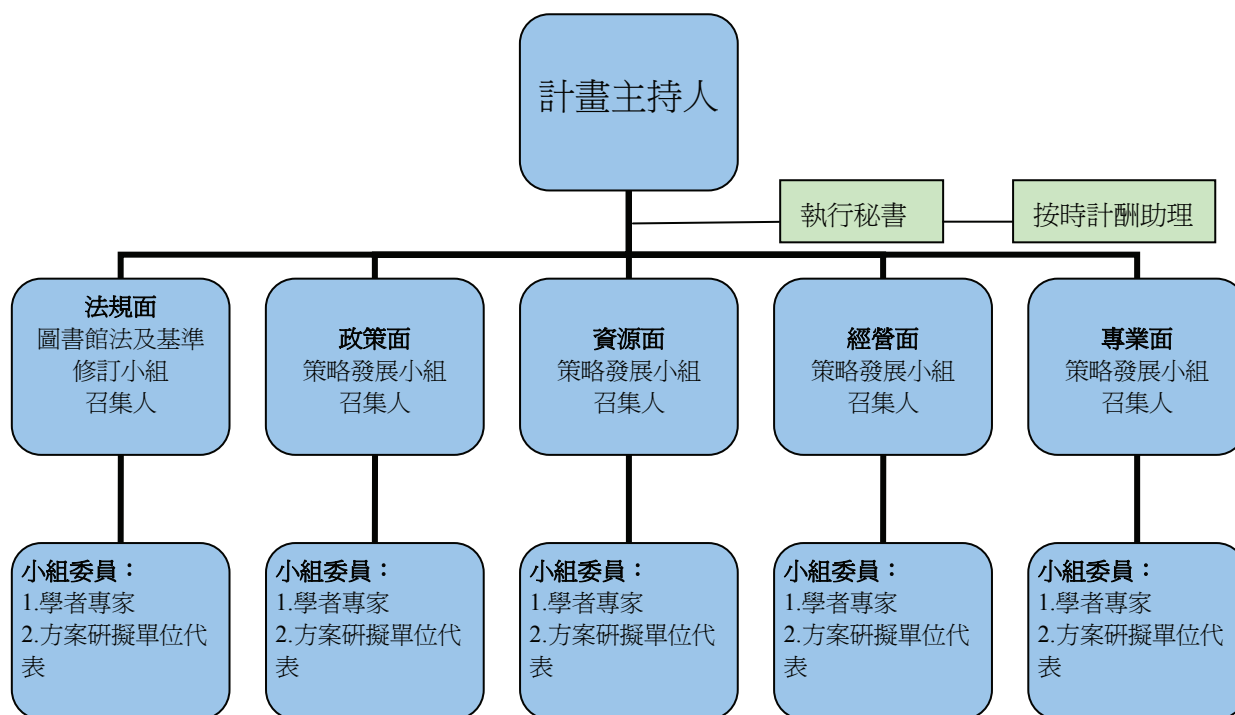 計畫主持人
執行秘書
按時計酬助理
法規面
圖書館法及基準
修訂小組
召集人
政策面
策略發展小組
召集人
資源面
策略發展小組
召集人
經營面
策略發展小組
召集人
專業面
策略發展小組
召集人
小組委員：
1.學者專家
2.方案研擬單位代
表
小組委員：
1.學者專家
2.方案研擬單位代
表
小組委員：
1.學者專家
2.方案研擬單位代
表
小組委員：
1.學者專家
2.方案研擬單位代
表
小組委員：
1.學者專家
2.方案研擬單位代
表